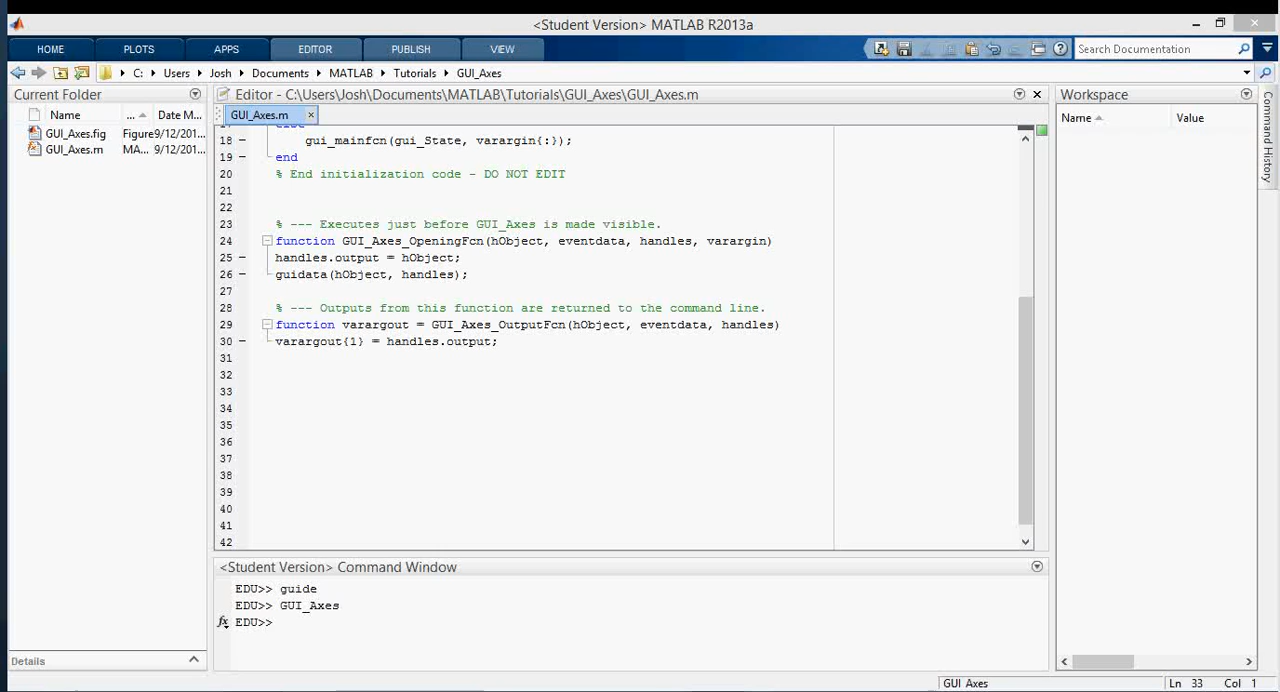 <Student Version> MATLAB R2013a
HOME PLOTS APPS EDITOR PUBLISH VIEW Search Documentation
C: Users Josh Documents MATLAB Tutorials GUI_Axes
Current Folder
Name ... Date M...
GUI_Axes.fig Figure 9/12/201...
GUI_Axes.m MA... 9/12/201...
Details
Editor - C:\Users\Josh\Documents\MATLAB\Tutorials\GUI_Axes\GUI_Axes.m
GUI_Axes.m
17 else
18 - gui_mainfcn(gui_State, varargin{:});
19 - end
20 % End initialization code - DO NOT EDIT
21
22
23 % --- Executes just before GUI_Axes is made visible.
24 function GUI_Axes_OpeningFcn(hObject, eventdata, handles, varargin)
25 - handles.output = hObject;
26 - guidata(hObject, handles);
27
28 % --- Outputs from this function are returned to the command line.
29 function varargout = GUI_Axes_OutputFcn(hObject, eventdata, handles)
30 - varargout{1} = handles.output;
31
32
33
34
35
36
37
38
39
40
41
42
<Student Version> Command Window
EDU>> guide
EDU>> GUI_Axes
fx EDU>>
Workspace
Name Value
Command History
GUI_Axes Ln 33 Col 1